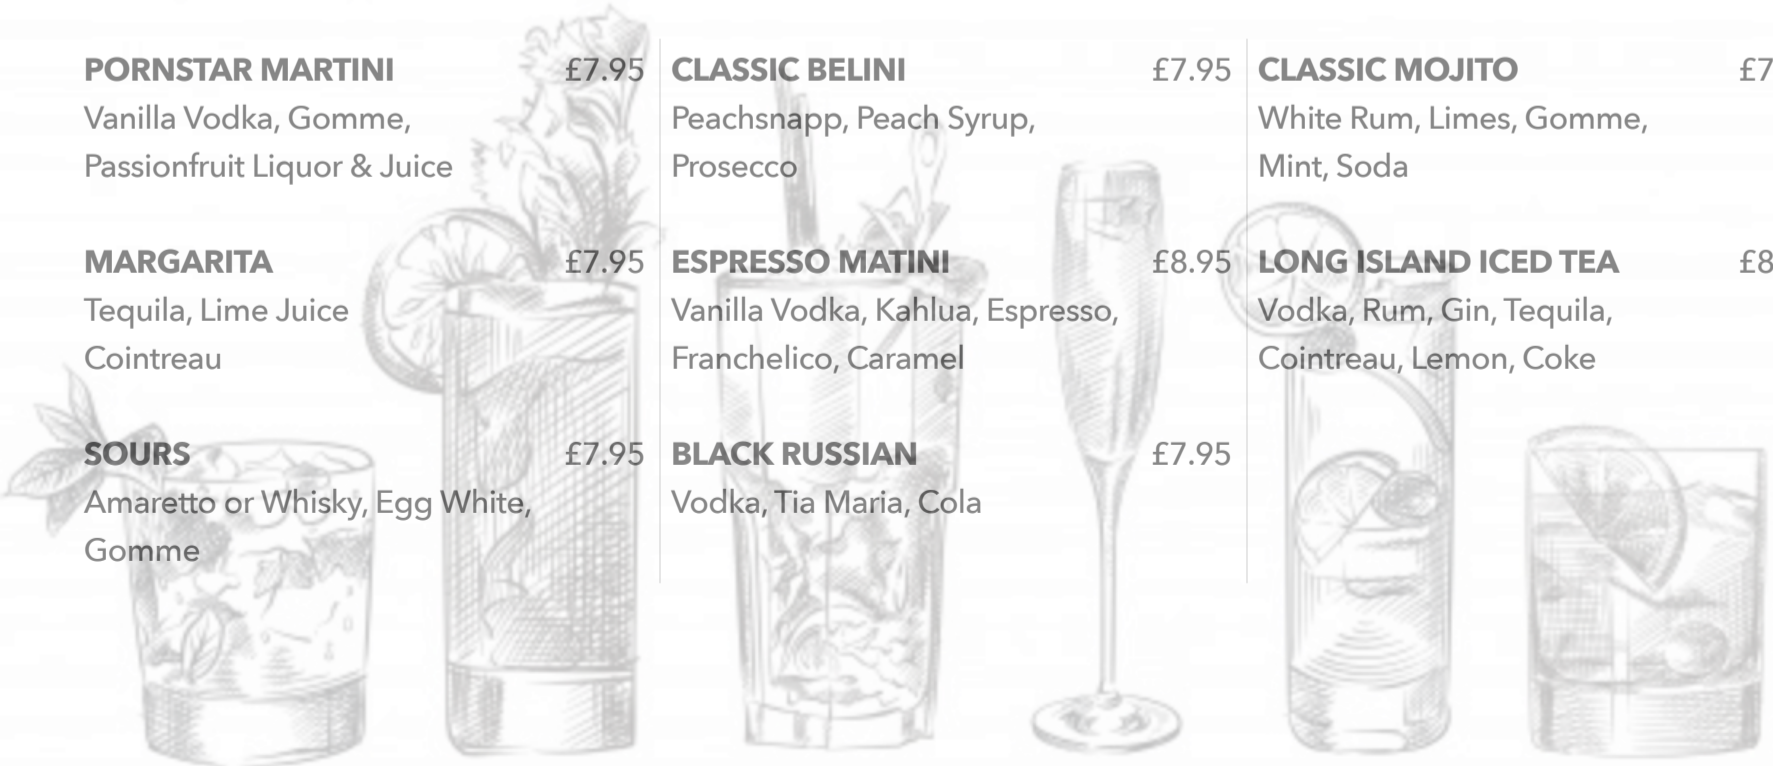 PORNSTAR MARTINI £7.95
Vanilla Vodka, Gomme,
Passionfruit Liquor & Juice
MARGARITA £7.95
Tequila, Lime Juice
Cointreau
SOURS £7.95
Amaretto or Whisky, Egg White,
Gomme
CLASSIC BELINI £7.95
Peachsnapp, Peach Syrup,
Prosecco
ESPRESSO MATINI £8.95
Vanilla Vodka, Kahlua, Espresso,
Franchelico, Caramel
BLACK RUSSIAN £7.95
Vodka, Tia Maria, Cola
CLASSIC MOJITO £7
White Rum, Limes, Gomme,
Mint, Soda
LONG ISLAND ICED TEA £8
Vodka, Rum, Gin, Tequila,
Cointreau, Lemon, Coke